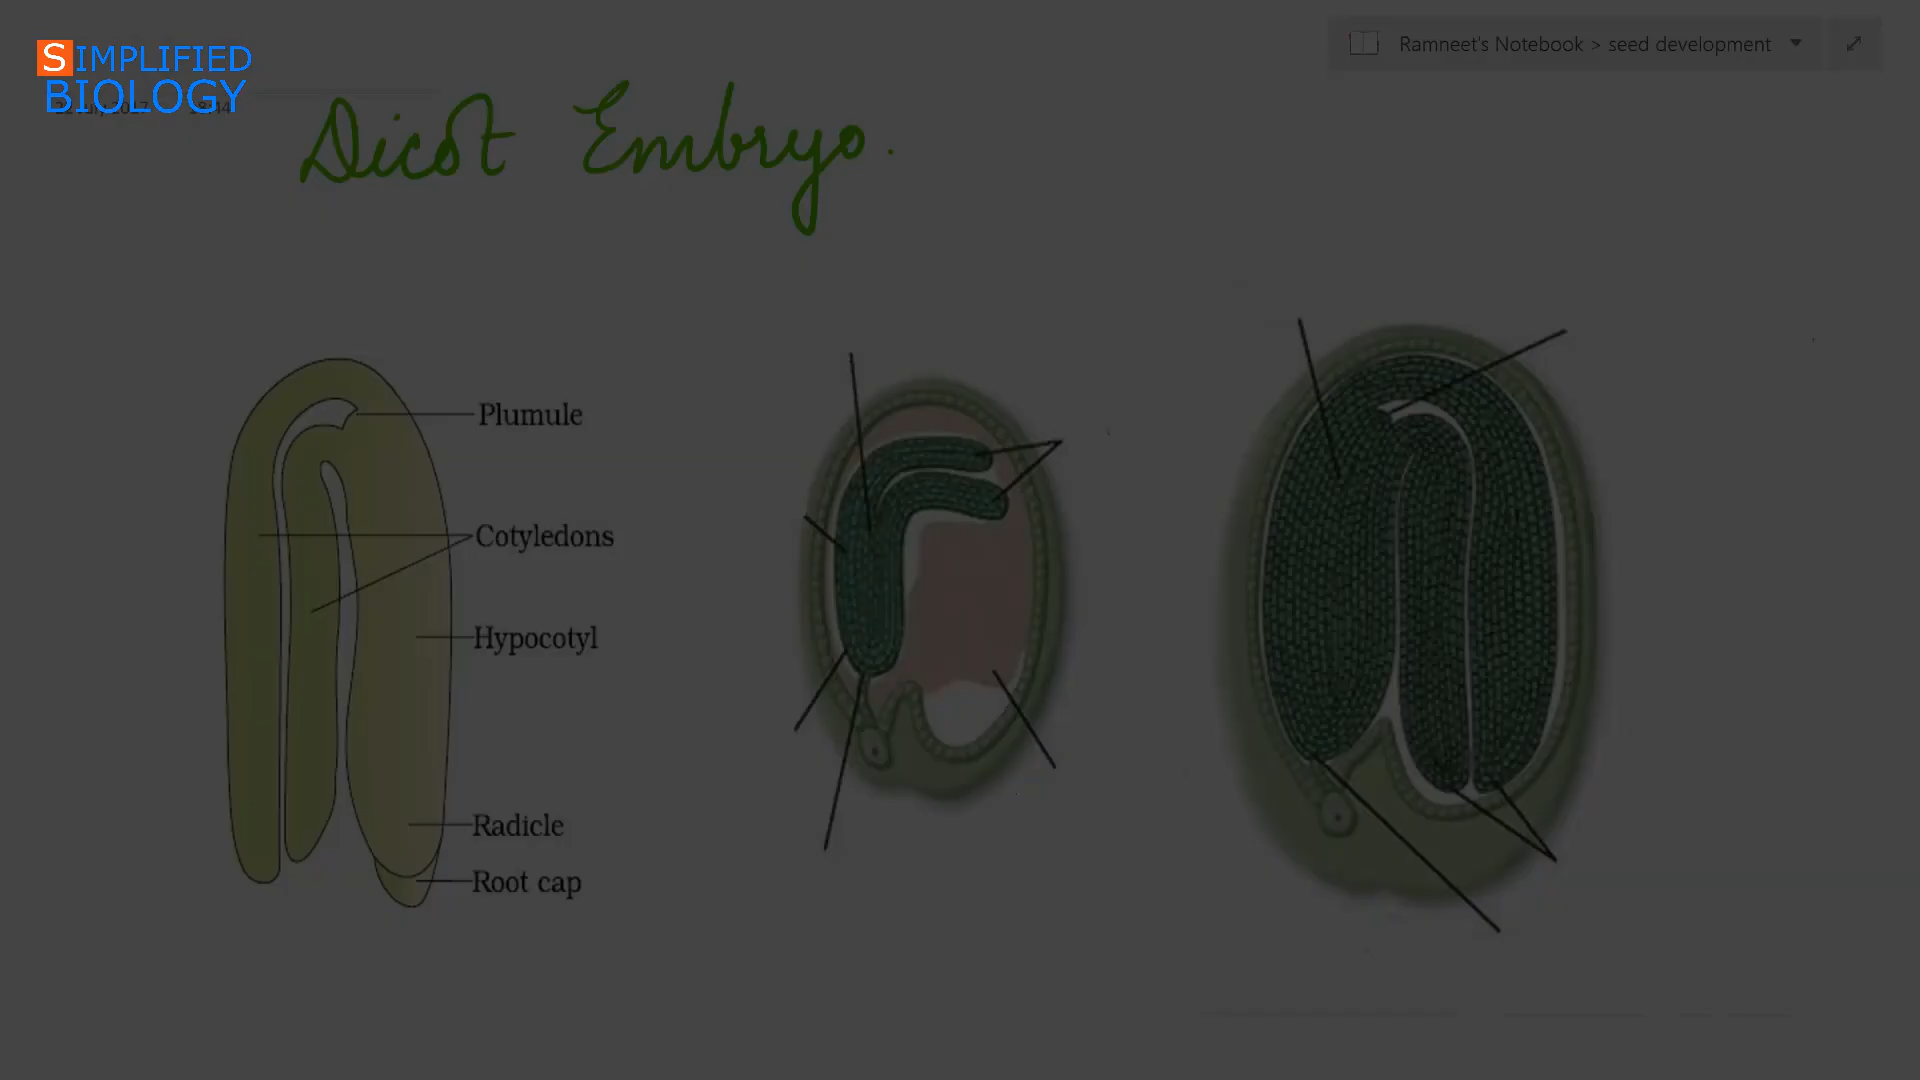 SIMPLIFIED
BIOLOGY
Ramneet's Notebook > seed development
Dicot Embryo.
Plumule
Cotyledons
Hypocotyl
Radicle
Root cap